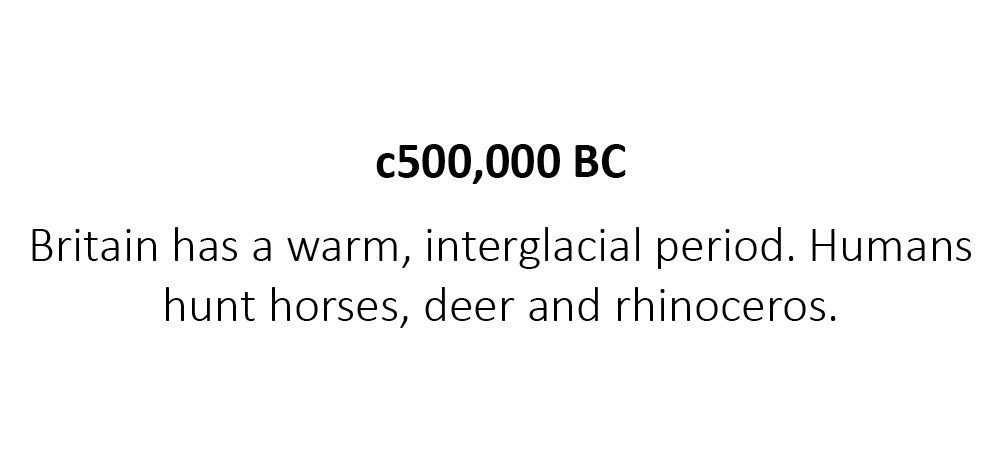 c500,000 BC
Britain has a warm, interglacial period. Humans
hunt horses, deer and rhinoceros.